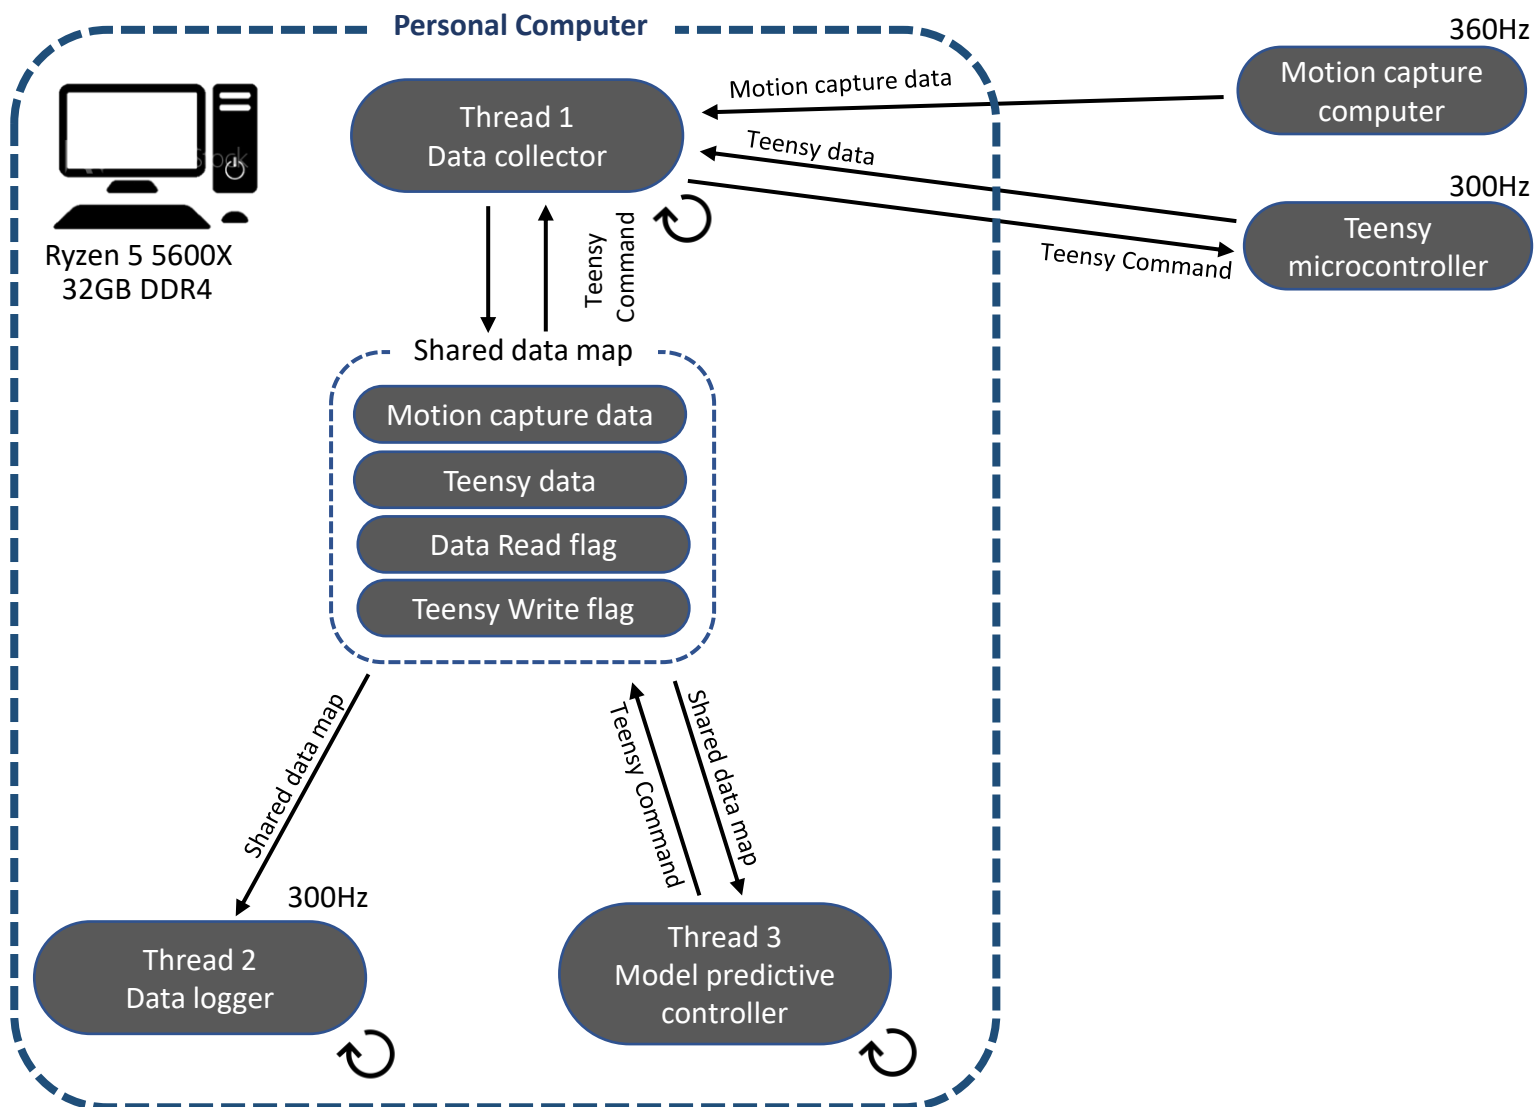 Personal Computer
360Hz
Motion capture
computer
Motion capture data
Thread 1
Data collector
Teensy data
300Hz
Teensy
microcontroller
Teensy Command
Stock
Ryzen 5 5600X
32GB DDR4
Teensy
Command
Shared data map
Motion capture data
Teensy data
Data Read flag
Teensy Write flag
Shared data map
Teensy Command
Shared data map
300Hz
Thread 2
Data logger
Thread 3
Model predictive
controller